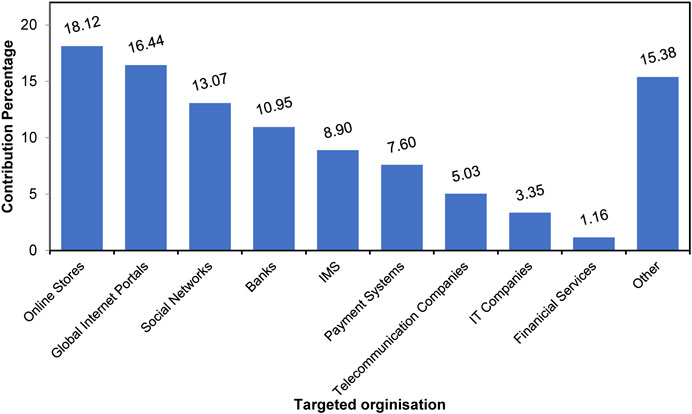 Contribution Percentage
20
15
10
5
0
18.12
16.44
13.07
10.95
8.90
7.60
5.03
3.35
1.16
15.38
Online Stores
Global Internet Portals
Social Networks
Banks
IMS
Payment Systems
Telecommunication Companies
IT Companies
Finanicial Services
Other
Targeted orginisation